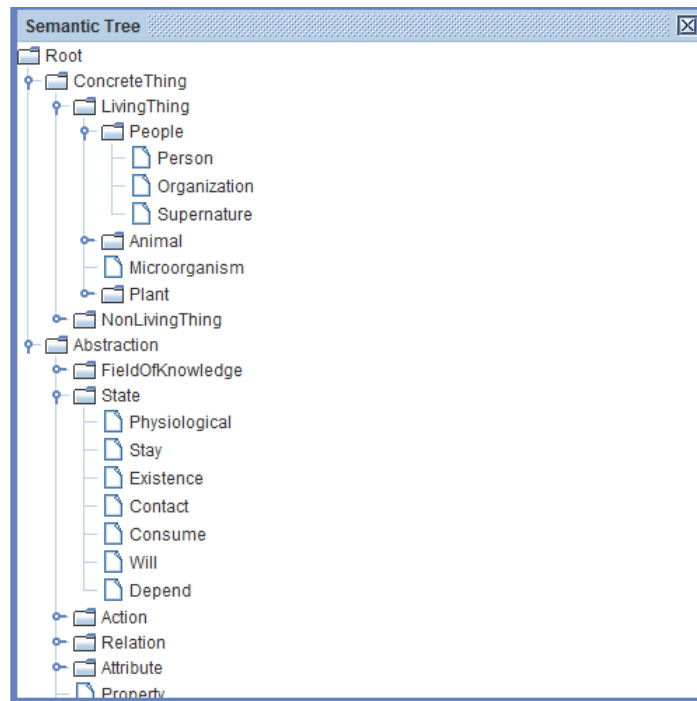 Semantic Tree
Root
ConcreteThing
LivingThing
People
Person
Organization
Supernature
Animal
Microorganism
Plant
NonLivingThing
Abstraction
FieldOfKnowledge
State
Physiological
Stay
Existence
Contact
Consume
Will
Depend
Action
Relation
Attribute
Property